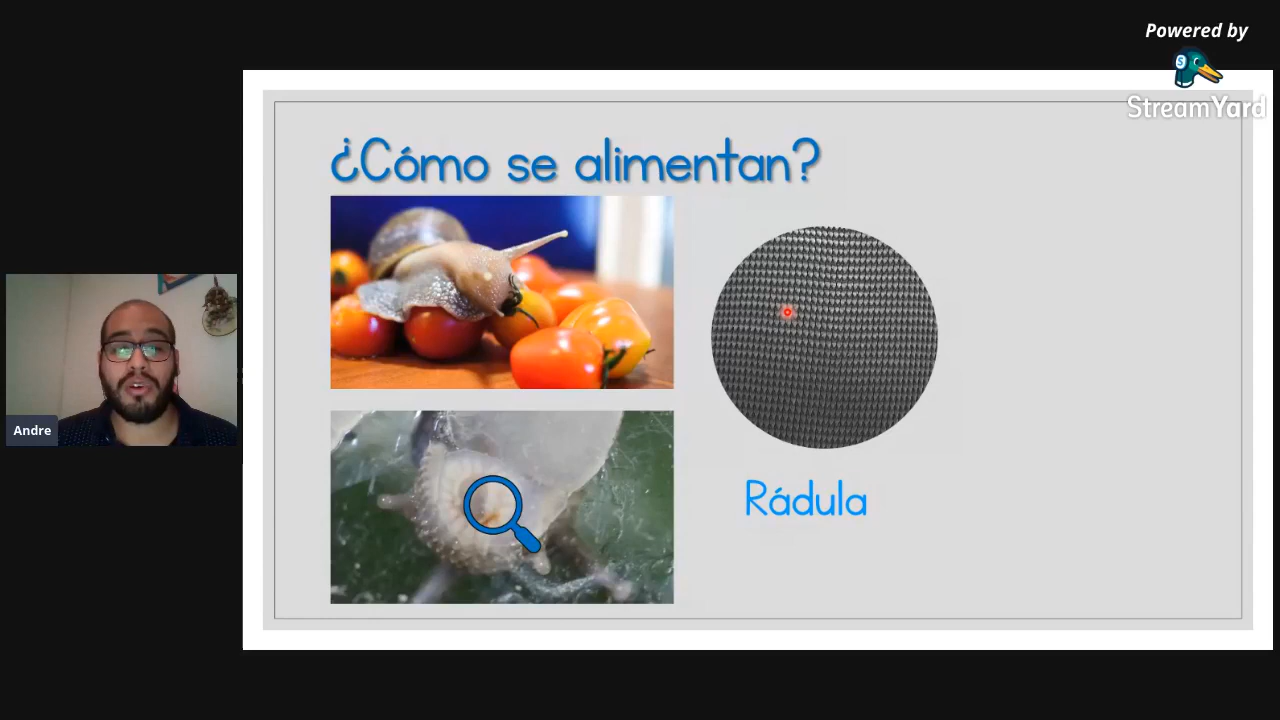 Powered by
StreamYard
¿Cómo se alimentan?
Andre
Rádula